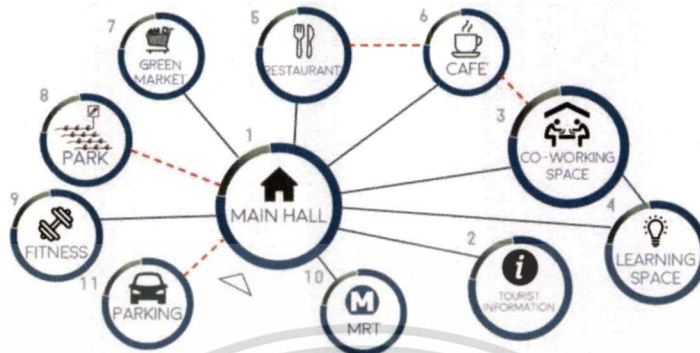 1
MAIN HALL
2
TOURIST
INFORMATION
3
CO-WORKING
SPACE
4
LEARNING
SPACE
5
RESTAURANT
6
CAFE'
7
GREEN
MARKET
8
PARK
9
FITNESS
10
M
MRT
11
PARKING